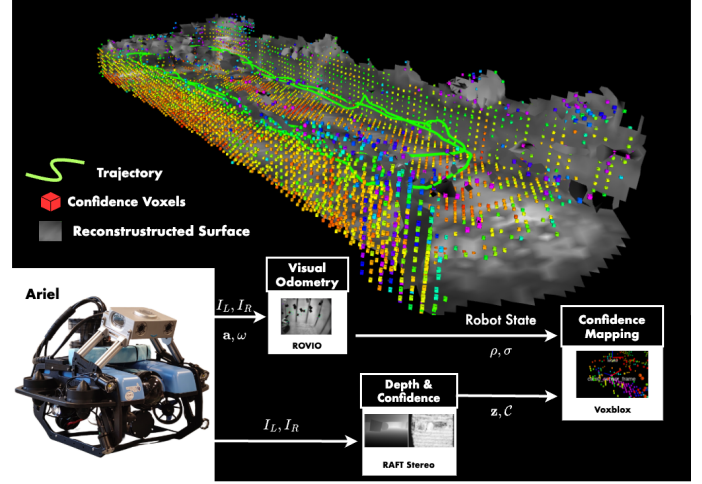 Trajectory
Confidence Voxels
Reconstrustructed Surface
Ariel
I_L, I_R
a, ω
Visual
Odometry
ROVIO
Robot State
ρ, σ
Confidence
Mapping
Voxblox
Depth &
Confidence
RAFT Stereo
z, C
I_L, I_R